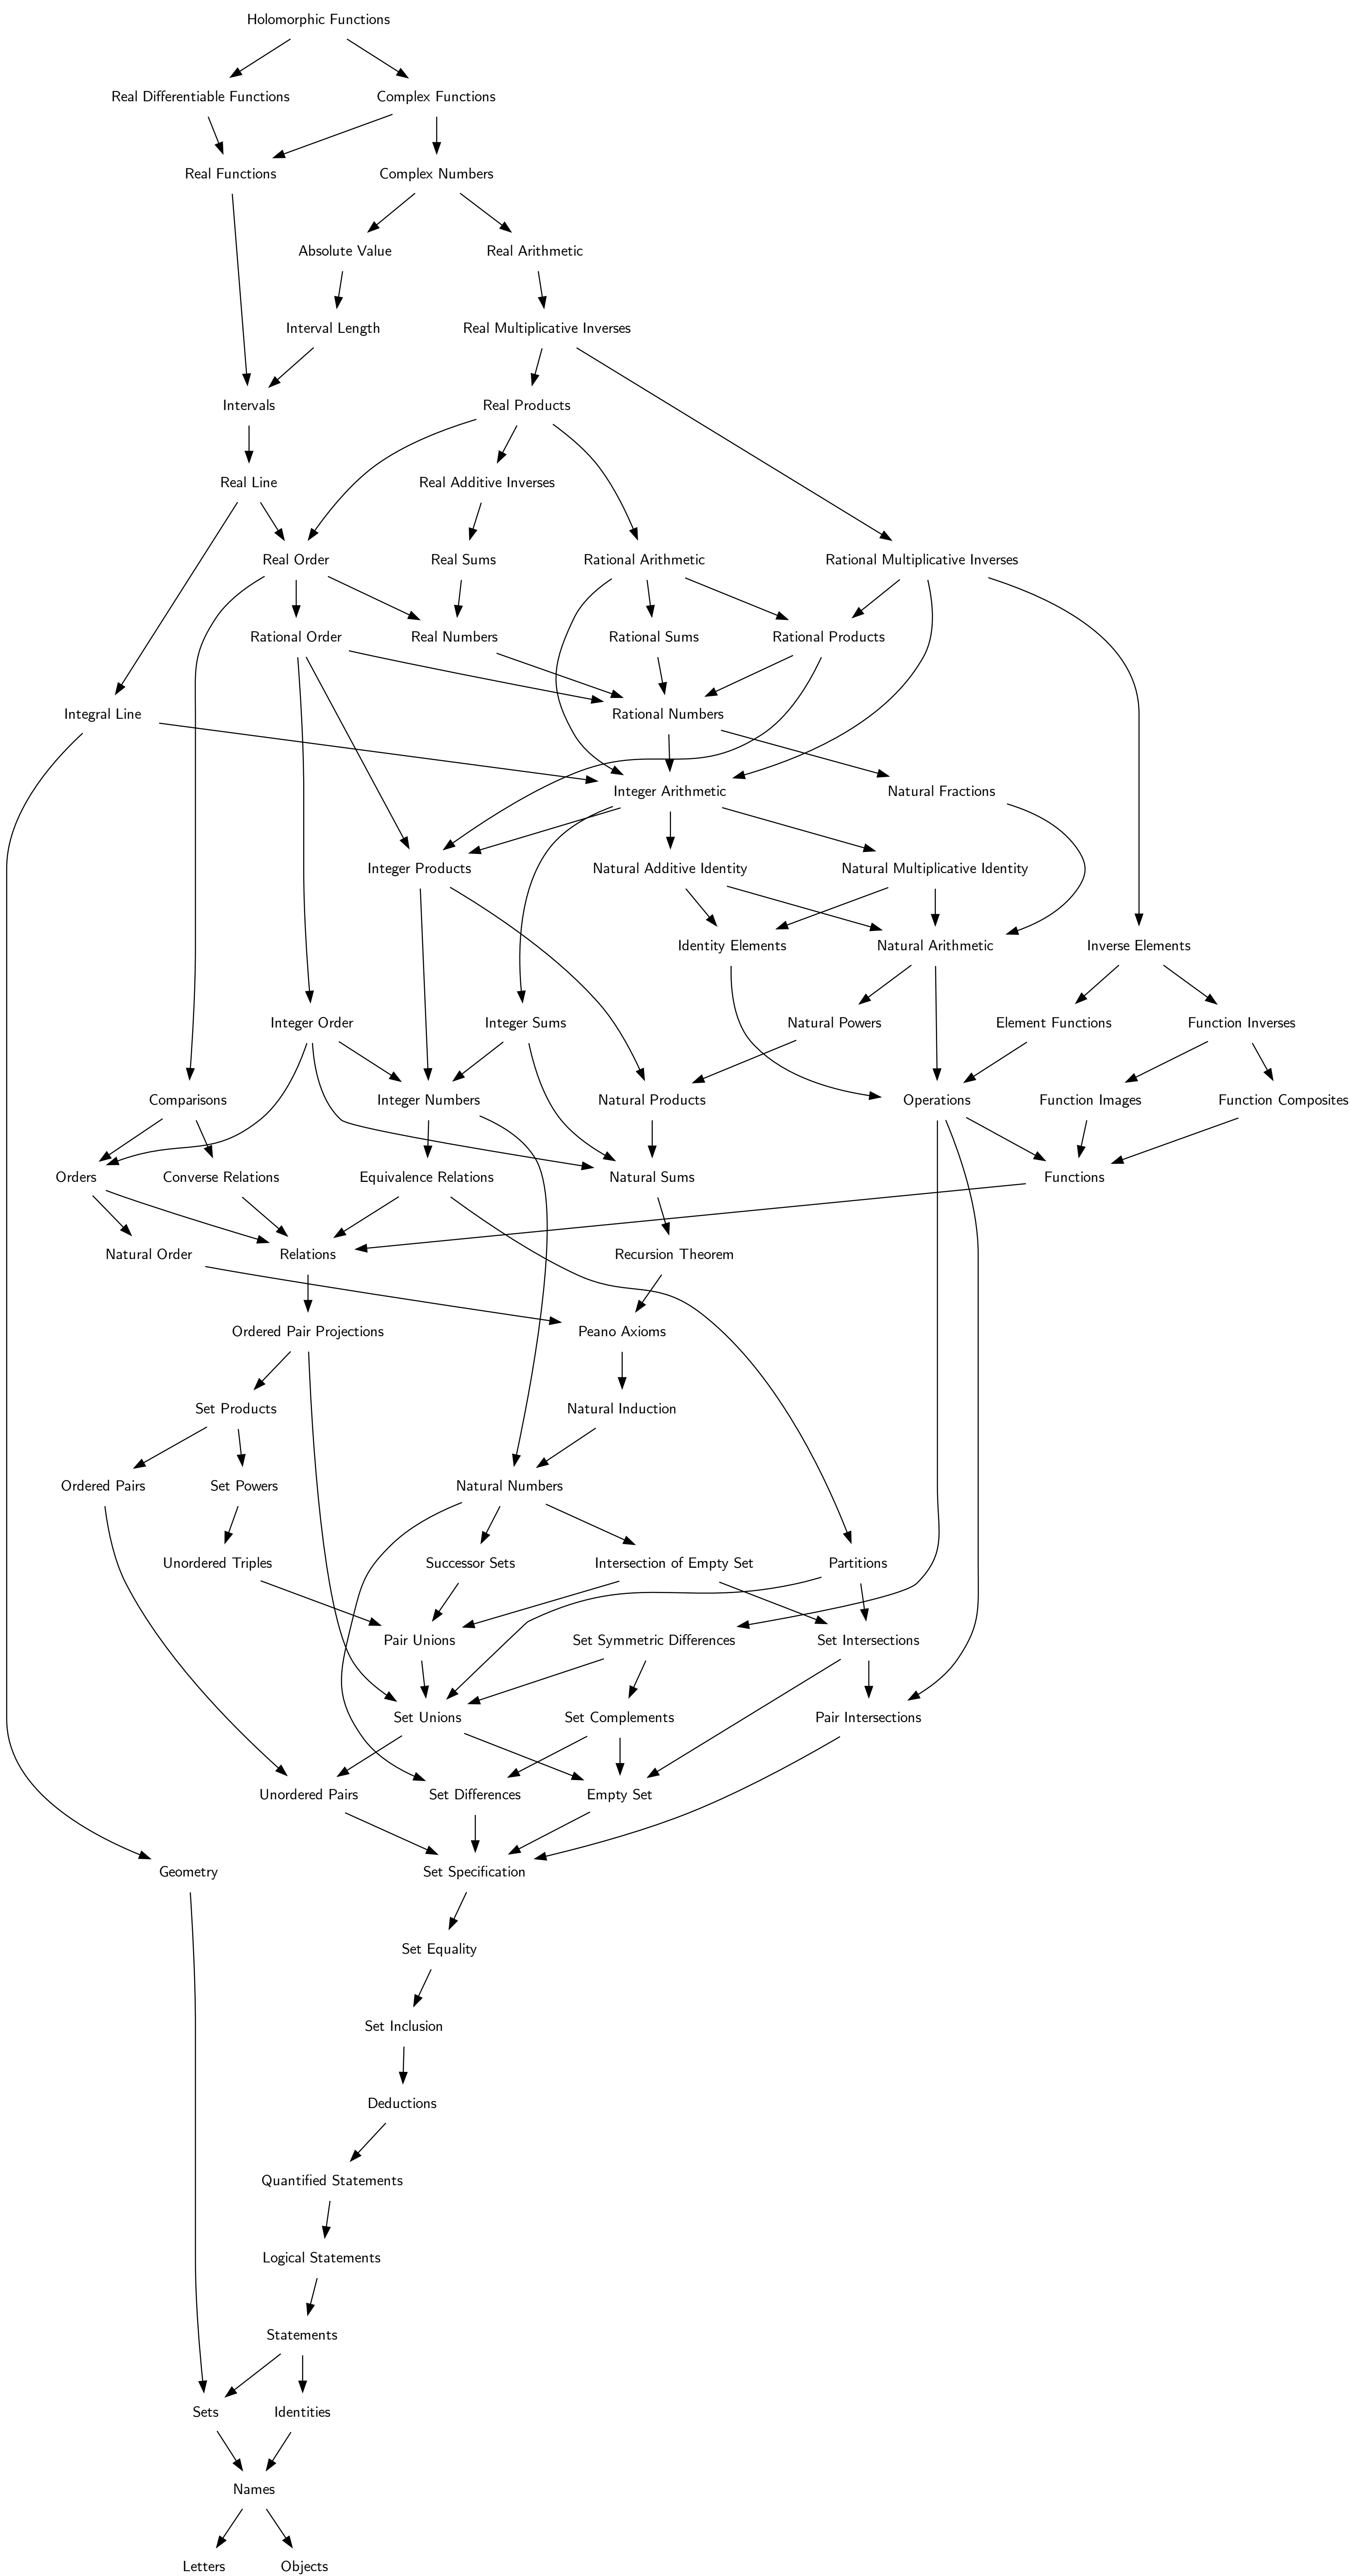 Holomorphic Functions
Real Differentiable Functions
Complex Functions
Real Functions
Complex Numbers
Absolute Value
Real Arithmetic
Interval Length
Real Multiplicative Inverses
Intervals
Real Products
Real Line
Real Additive Inverses
Real Order
Real Sums
Rational Arithmetic
Rational Multiplicative Inverses
Rational Order
Real Numbers
Rational Sums
Rational Products
Integral Line
Rational Numbers
Integer Arithmetic
Natural Fractions
Integer Products
Natural Additive Identity
Natural Multiplicative Identity
Identity Elements
Natural Arithmetic
Inverse Elements
Integer Order
Integer Sums
Natural Powers
Element Functions
Function Inverses
Comparisons
Integer Numbers
Natural Products
Operations
Function Images
Function Composites
Orders
Converse Relations
Equivalence Relations
Natural Sums
Functions
Natural Order
Relations
Recursion Theorem
Ordered Pair Projections
Peano Axioms
Set Products
Natural Induction
Ordered Pairs
Set Powers
Natural Numbers
Unordered Triples
Successor Sets
Intersection of Empty Set
Partitions
Pair Unions
Set Symmetric Differences
Set Intersections
Set Unions
Set Complements
Pair Intersections
Unordered Pairs
Set Differences
Empty Set
Geometry
Set Specification
Set Equality
Set Inclusion
Deductions
Quantified Statements
Logical Statements
Statements
Sets
Identities
Names
Letters
Objects